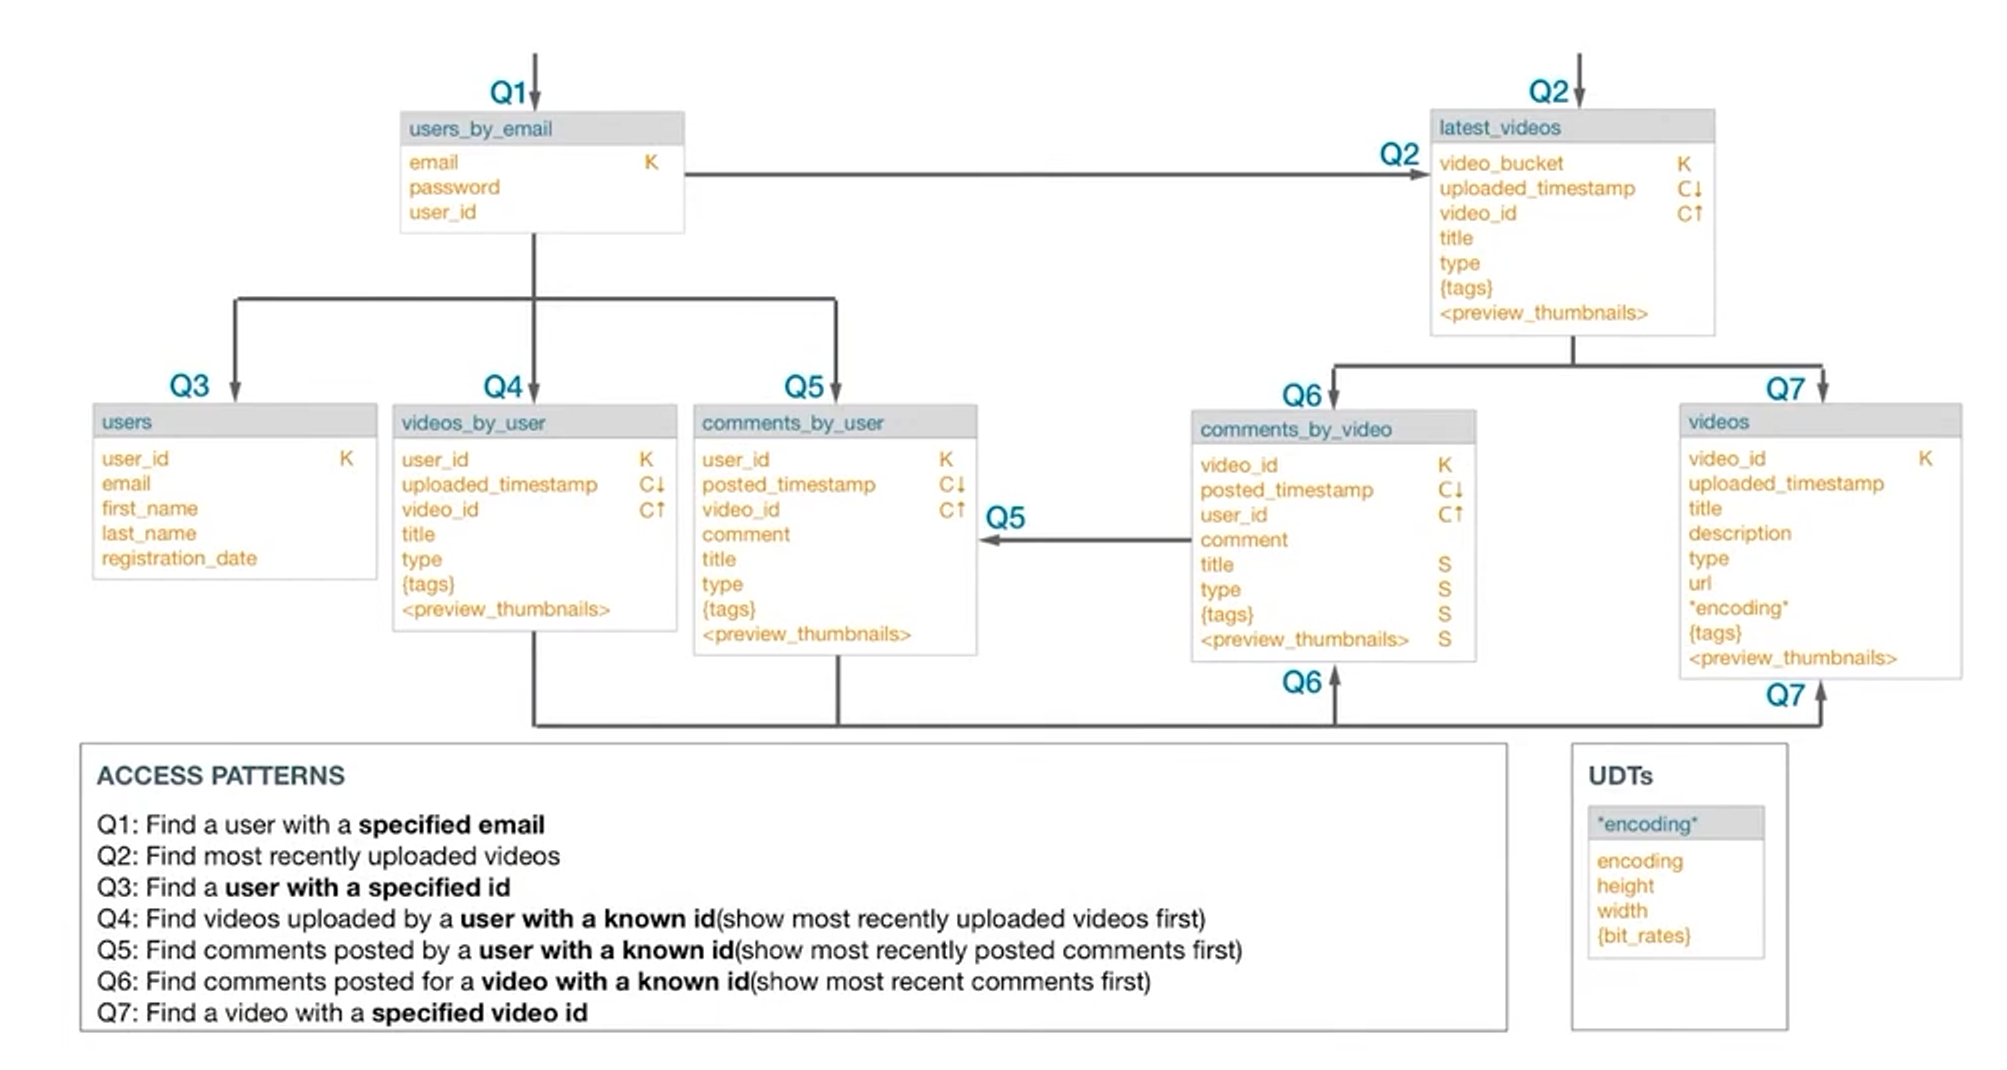 Q1
users_by_email
email K
password
user_id
Q2
Q2
latest_videos
video_bucket K
uploaded_timestamp C↓
video_id C↑
title
type
{tags}
<preview_thumbnails>
Q3
users
user_id K
email
first_name
last_name
registration_date
Q4
videos_by_user
user_id K
uploaded_timestamp C↓
video_id C↑
title
type
{tags}
<preview_thumbnails>
Q5
comments_by_user
user_id K
posted_timestamp C↓
video_id C↑
comment
title
type
{tags}
<preview_thumbnails>
Q5
Q6
comments_by_video
video_id K
posted_timestamp C↓
user_id C↑
comment
title S
type S
{tags} S
<preview_thumbnails> S
Q6
Q7
videos
video_id K
uploaded_timestamp
title
description
type
url
*encoding*
{tags}
<preview_thumbnails>
Q7
ACCESS PATTERNS
Q1: Find a user with a specified email
Q2: Find most recently uploaded videos
Q3: Find a user with a specified id
Q4: Find videos uploaded by a user with a known id(show most recently uploaded videos first)
Q5: Find comments posted by a user with a known id(show most recently posted comments first)
Q6: Find comments posted for a video with a known id(show most recent comments first)
Q7: Find a video with a specified video id
UDTs
*encoding*
encoding
height
width
{bit_rates}